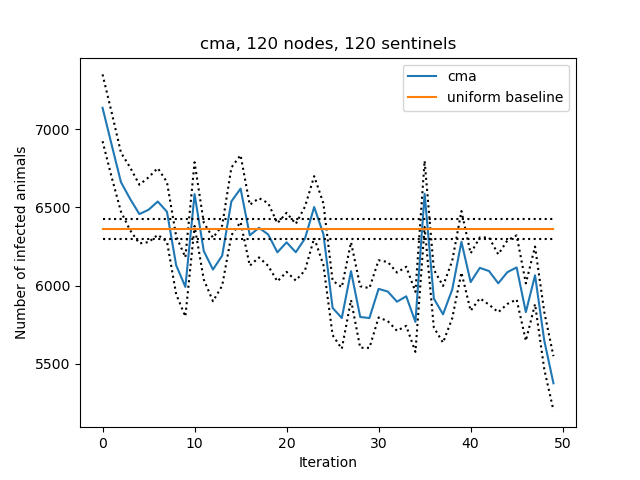 cma, 120 nodes, 120 sentinels
cma
uniform baseline
Number of infected animals
7000
6500
6000
5500
0 10 20 30 40 50
Iteration